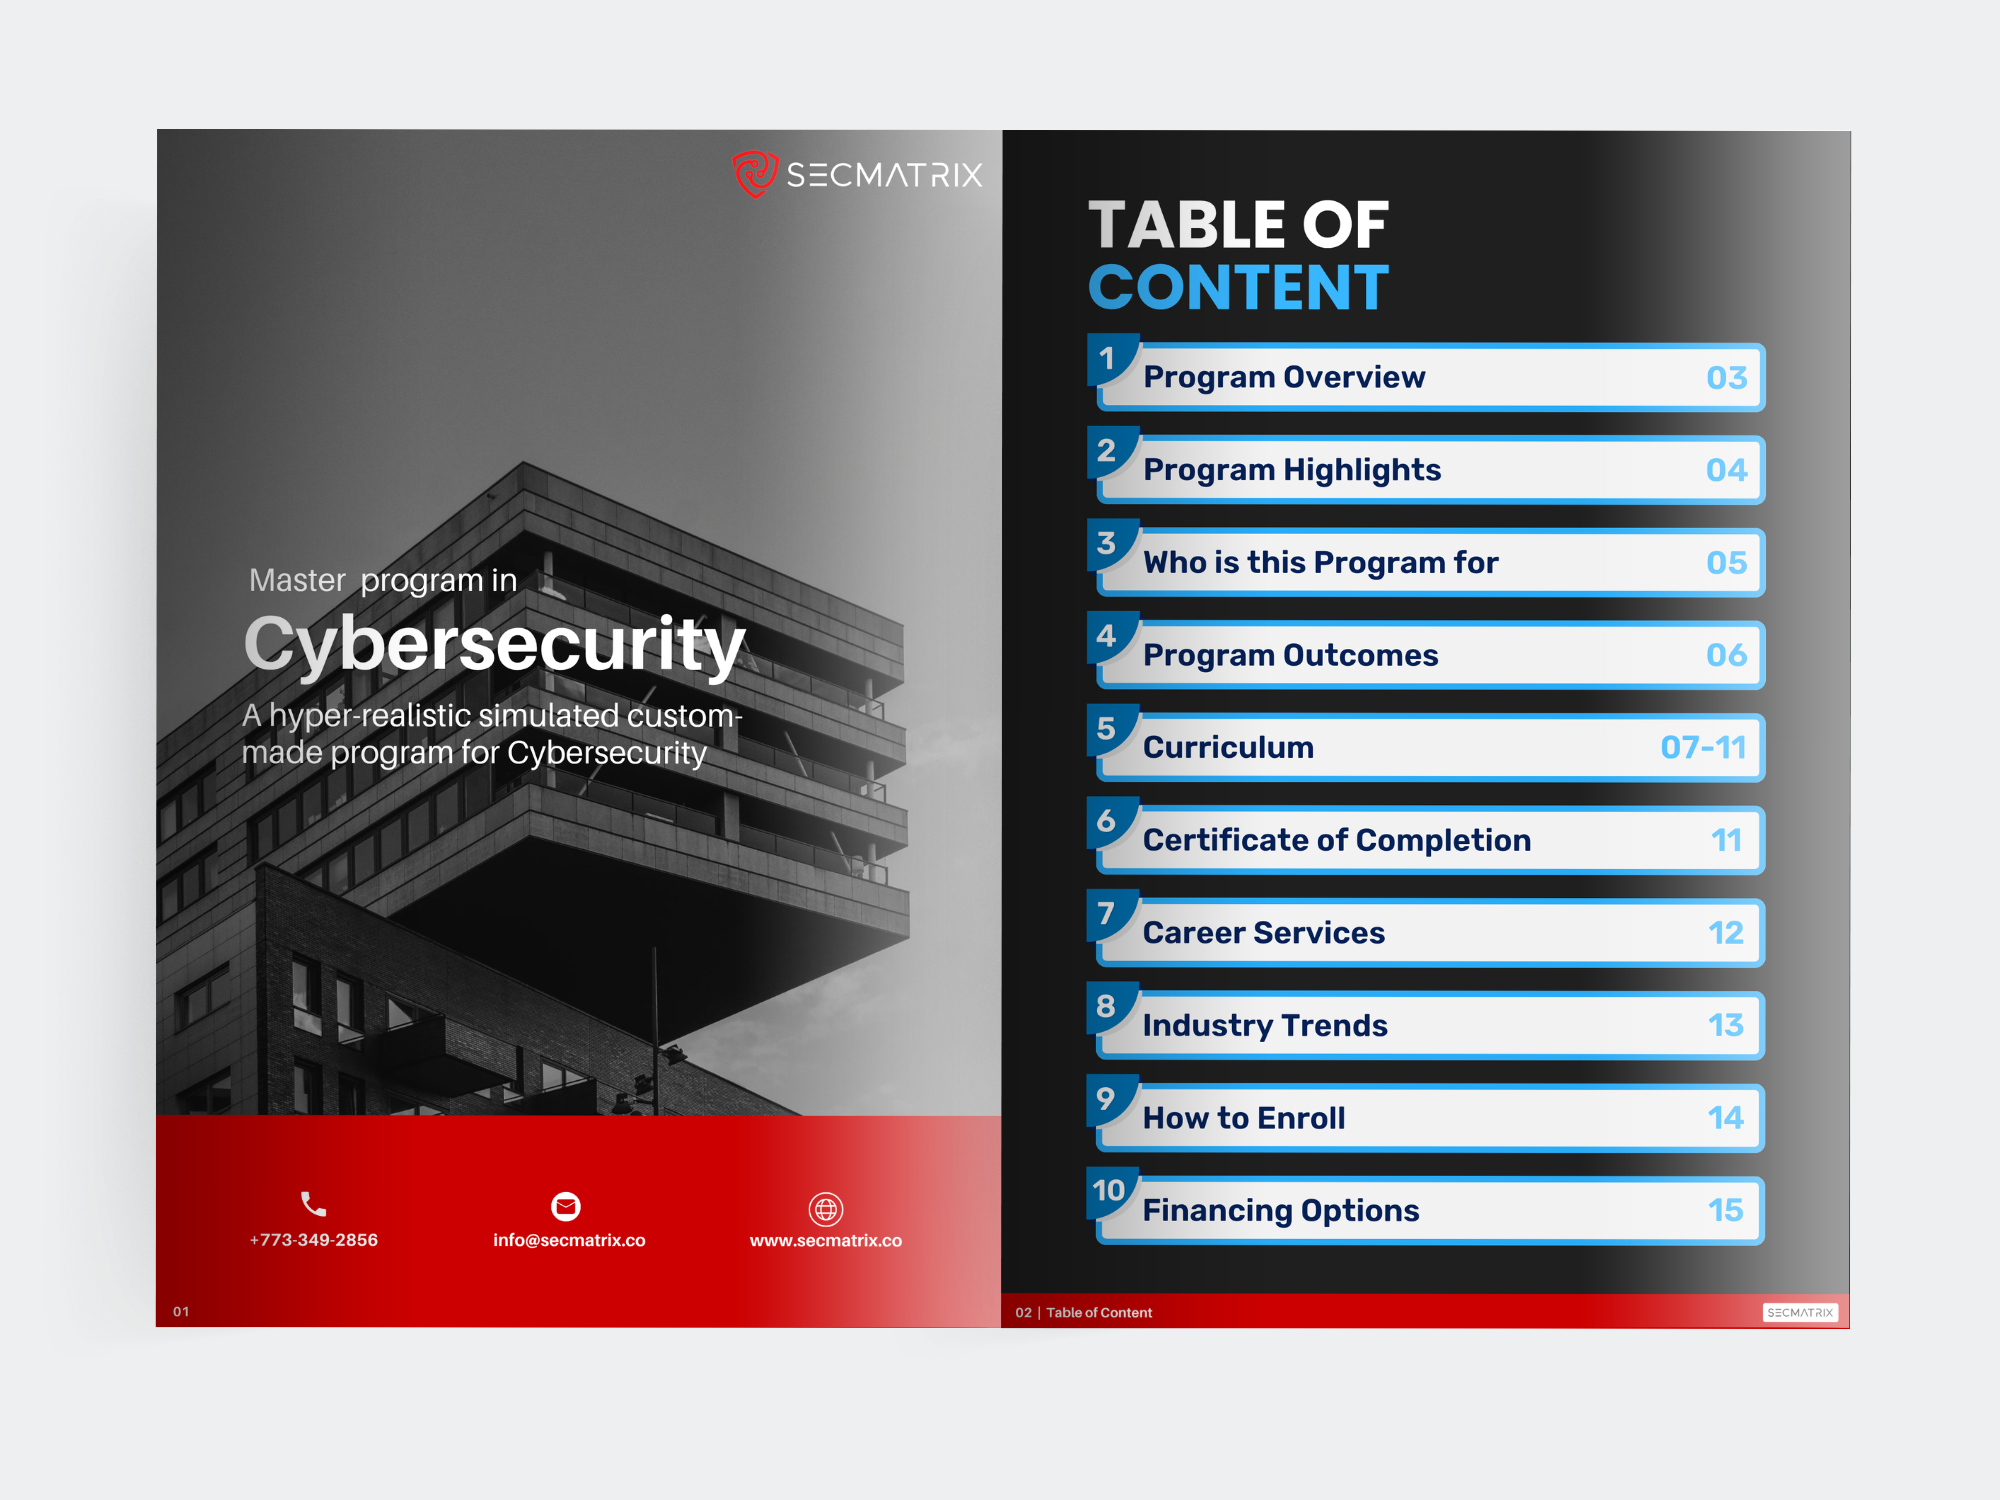 SECMATRIX
Master program in
Cybersecurity
A hyper-realistic simulated custom-
made program for Cybersecurity
+773-349-2856
info@secmatrix.co
www.secmatrix.co
01
TABLE OF
CONTENT
1 Program Overview 03
2 Program Highlights 04
3 Who is this Program for 05
4 Program Outcomes 06
5 Curriculum 07-11
6 Certificate of Completion 11
7 Career Services 12
8 Industry Trends 13
9 How to Enroll 14
10 Financing Options 15
02 | Table of Content
SECMATRIX